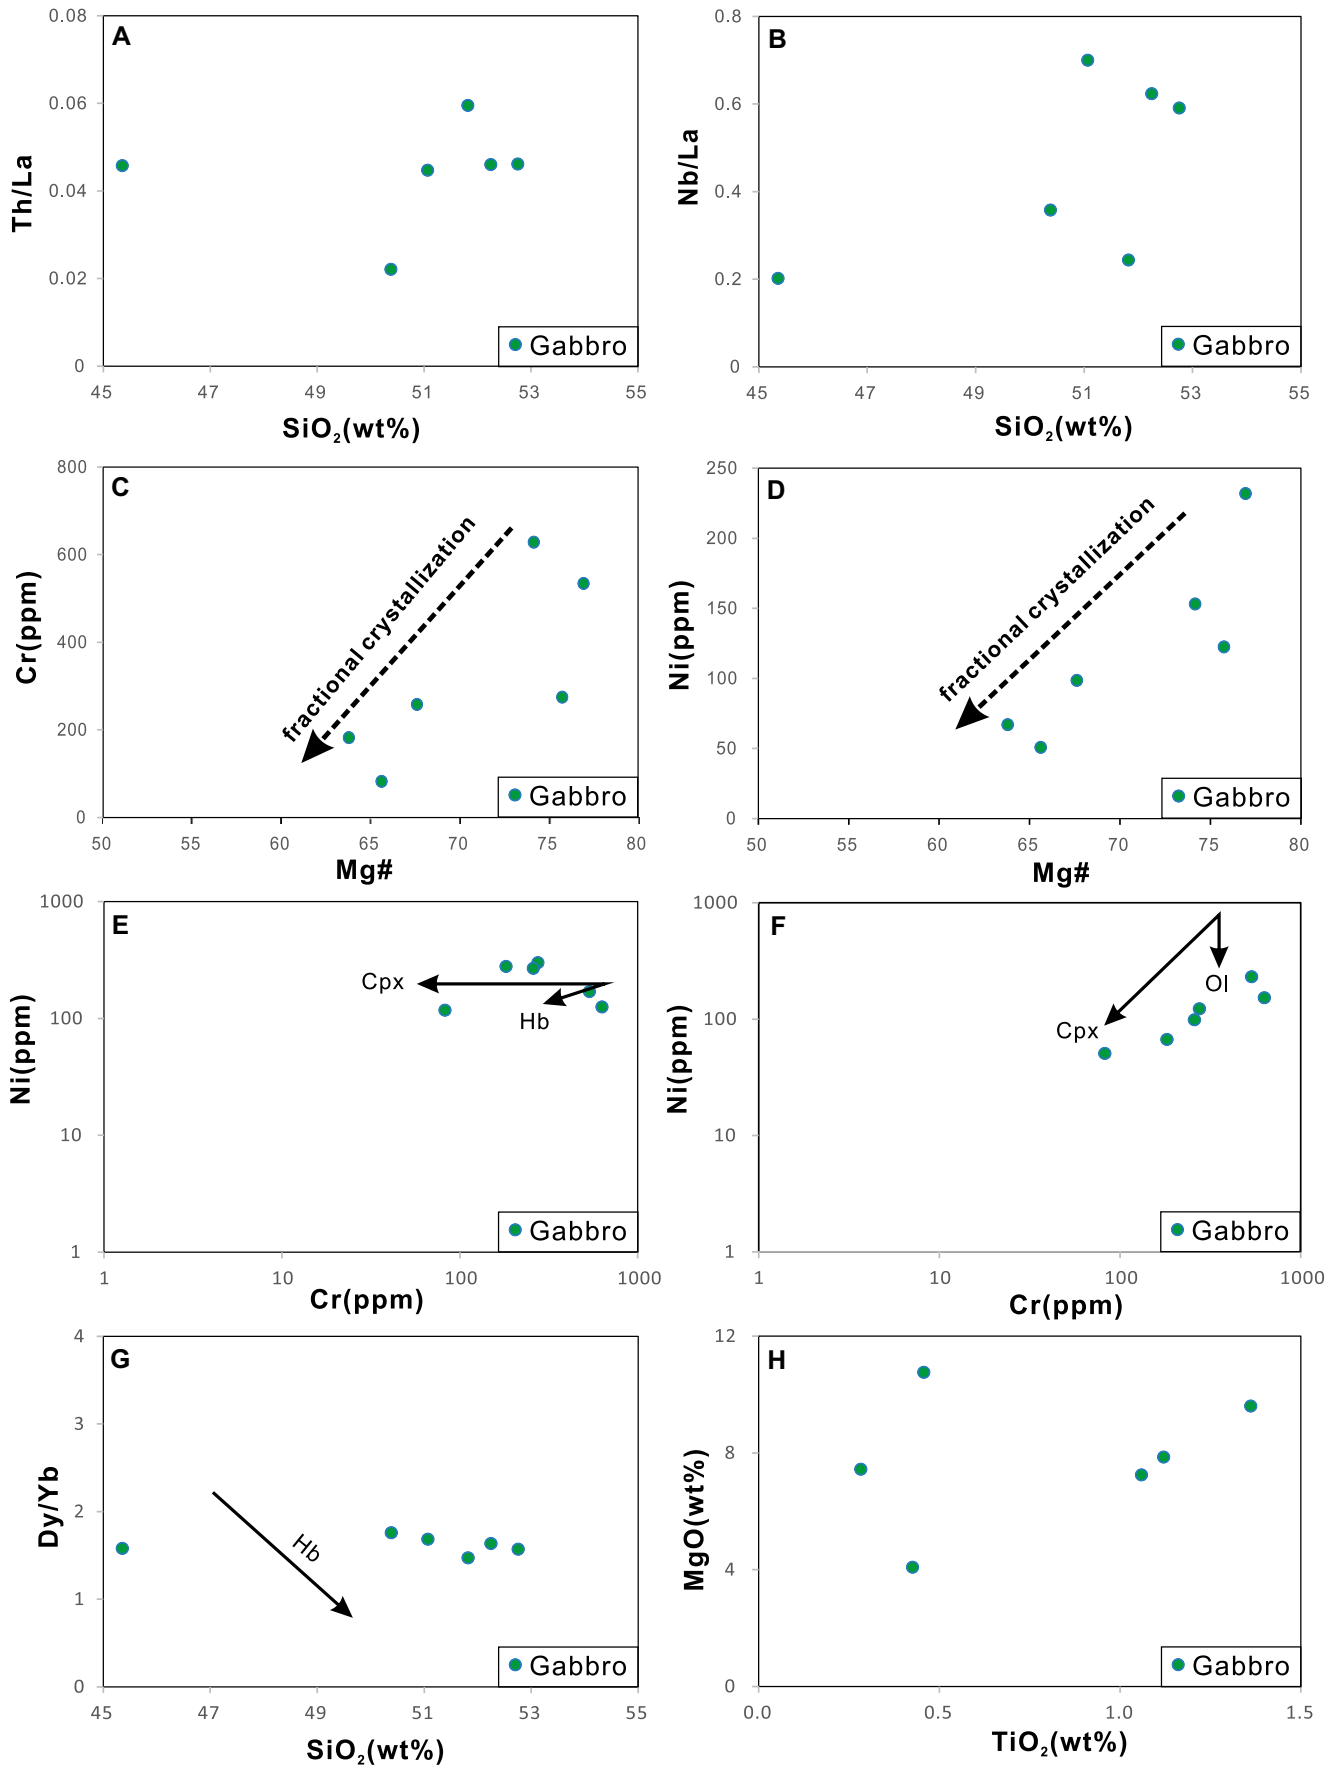 A
Th/La
0.08
0.06
0.04
0.02
0
45 47 49 51 53 55
SiO2(wt%)
Gabbro
B
Nb/La
0.8
0.6
0.4
0.2
0
45 47 49 51 53 55
SiO2(wt%)
Gabbro
C
Cr(ppm)
800
600
400
200
0
50 55 60 65 70 75 80
Mg#
fractional crystallization
Gabbro
D
Ni(ppm)
250
200
150
100
50
0
50 55 60 65 70 75 80
Mg#
fractional crystallization
Gabbro
E
Ni(ppm)
1000
100
10
1
1 10 100 1000
Cr(ppm)
Cpx
Hb
Gabbro
F
Ni(ppm)
1000
100
10
1
1 10 100 1000
Cr(ppm)
Ol
Cpx
Gabbro
G
Dy/Yb
4
3
2
1
0
45 47 49 51 53 55
SiO2(wt%)
Hb
Gabbro
H
MgO(wt%)
12
8
4
0
0.0 0.5 1.0 1.5
TiO2(wt%)
Gabbro